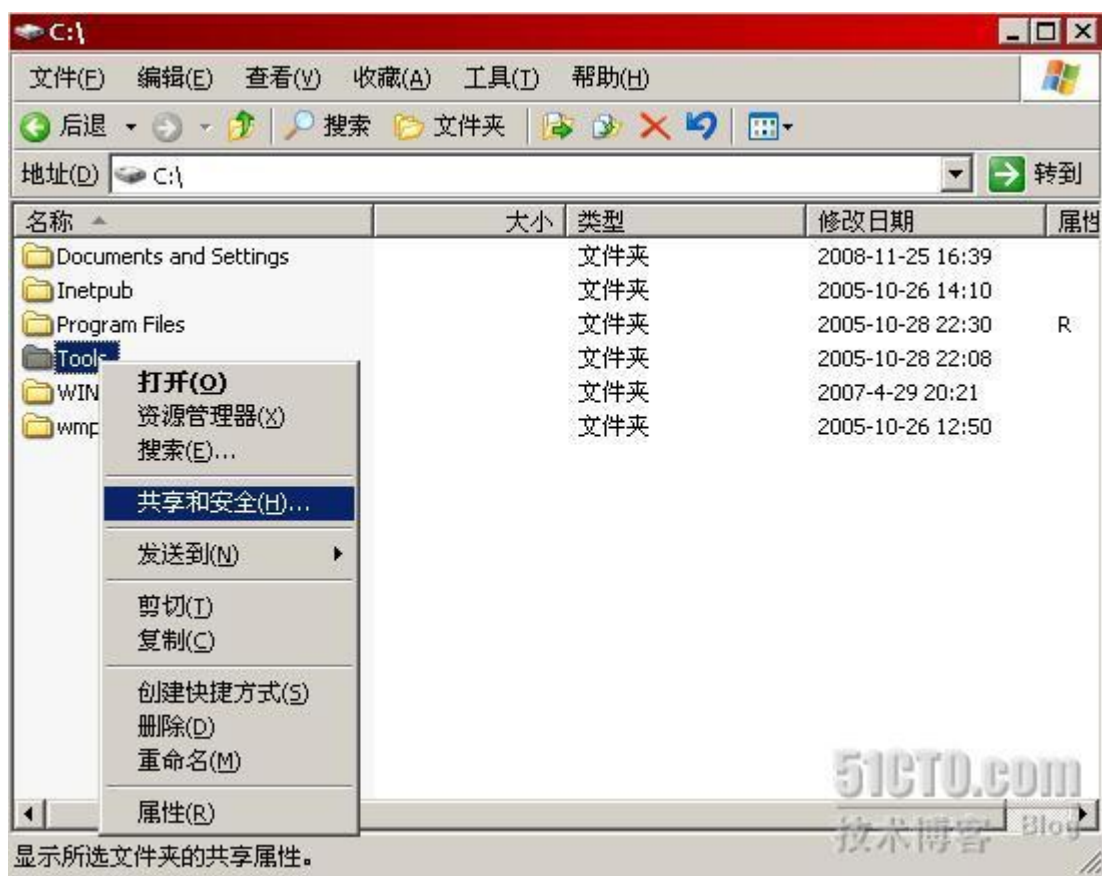 C:\
文件(F) 编辑(E) 查看(V) 收藏(A) 工具(T) 帮助(H)
后退 搜索 文件夹
地址(D) C:\ 转到
名称 大小 类型 修改日期 属性
Documents and Settings 文件夹 2008-11-25 16:39
Inetpub 文件夹 2005-10-26 14:10
Program Files 文件夹 2005-10-28 22:30 R
Tools 文件夹 2005-10-28 22:08
WIN 文件夹 2007-4-29 20:21
wmp 文件夹 2005-10-26 12:50
打开(O)
资源管理器(X)
搜索(E)...
共享和安全(H)...
发送到(N)
剪切(T)
复制(C)
创建快捷方式(S)
删除(D)
重命名(M)
属性(R)
51CTO.com
技术博客 Blog
显示所选文件夹的共享属性。